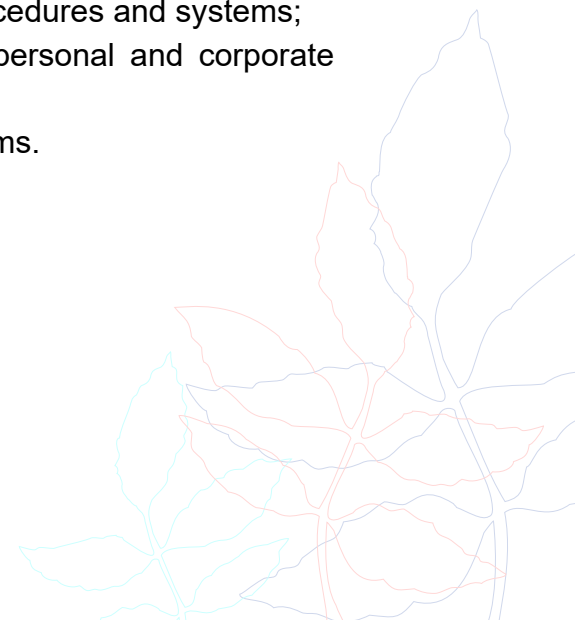 cedures and systems;
personal and corporate
ms.